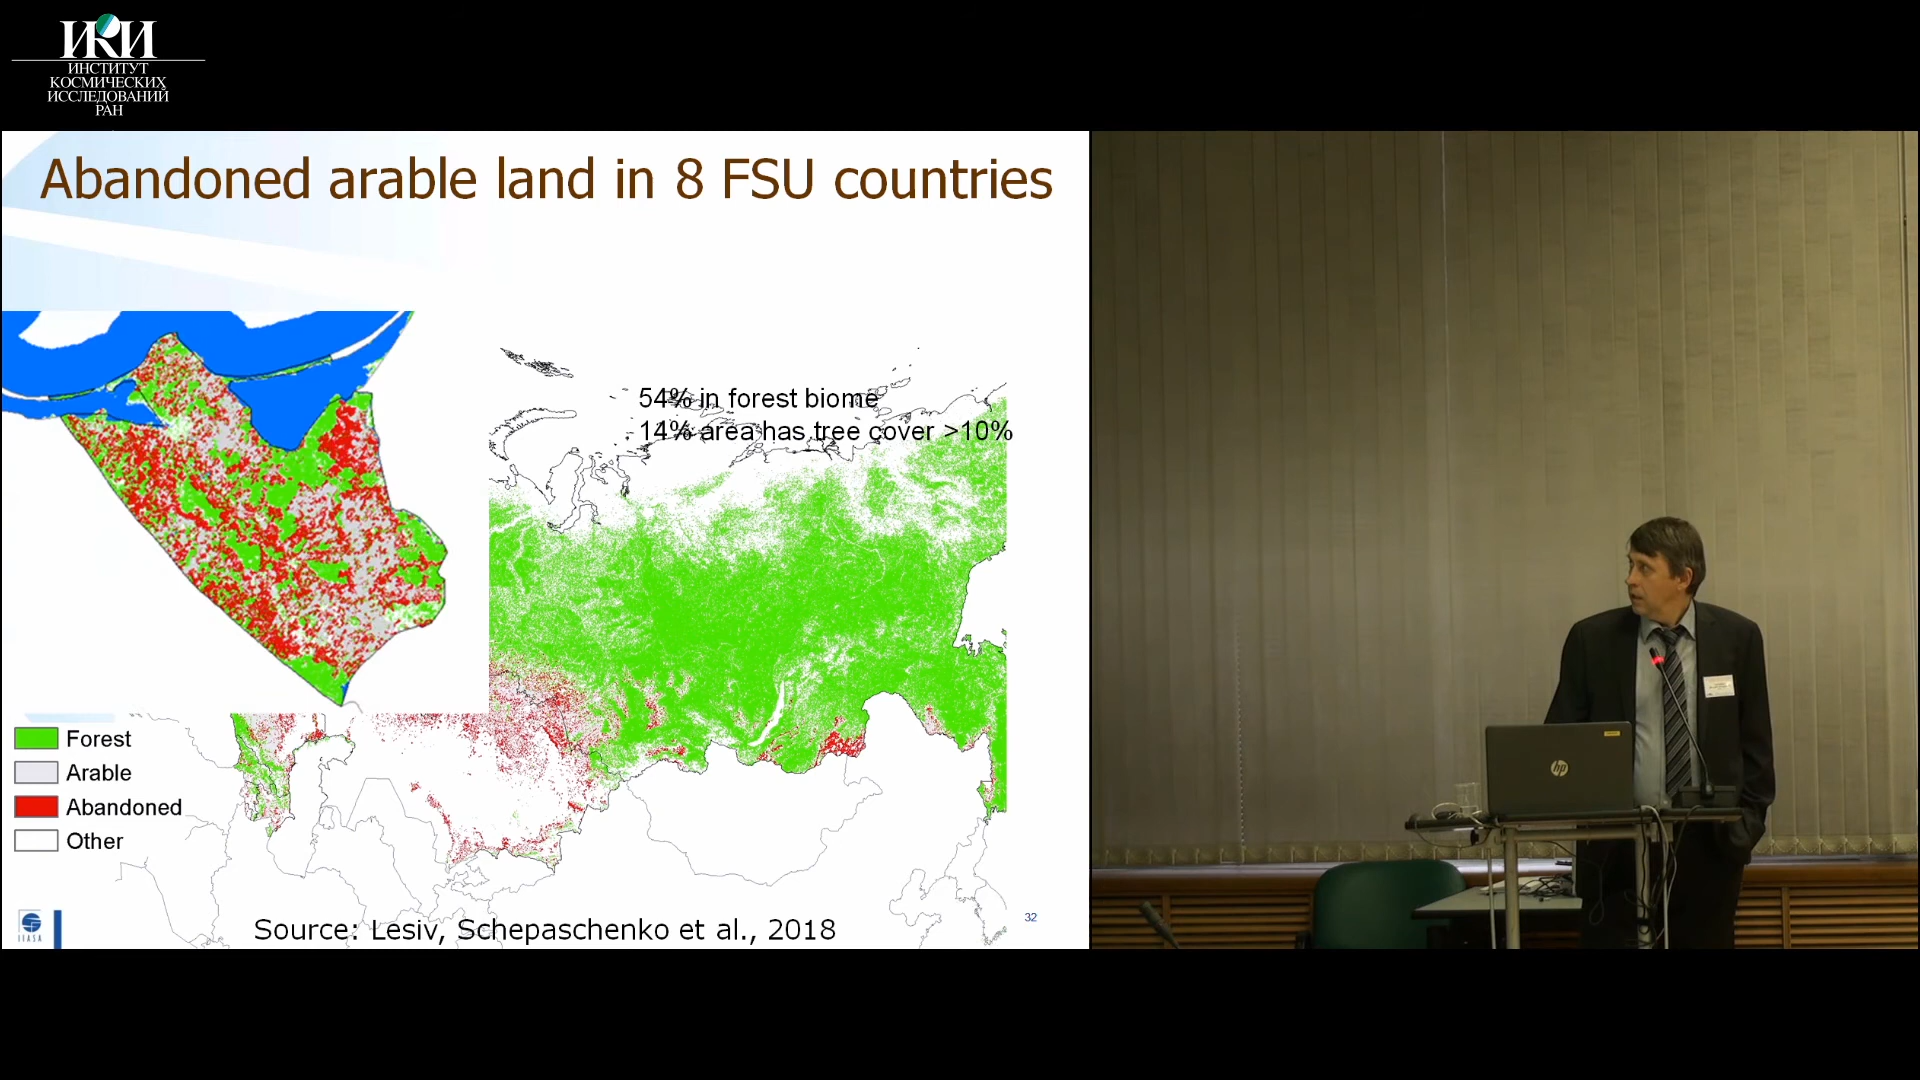 ИКИ
ИНСТИТУТ
КОСМИЧЕСКИХ
ИССЛЕДОВАНИЙ
РАН
Abandoned arable land in 8 FSU countries
54% in forest biome
14% area has tree cover >10%
Forest
Arable
Abandoned
Other
IIASA
Source: Lesiv, Schepaschenko et al., 2018
32
hp